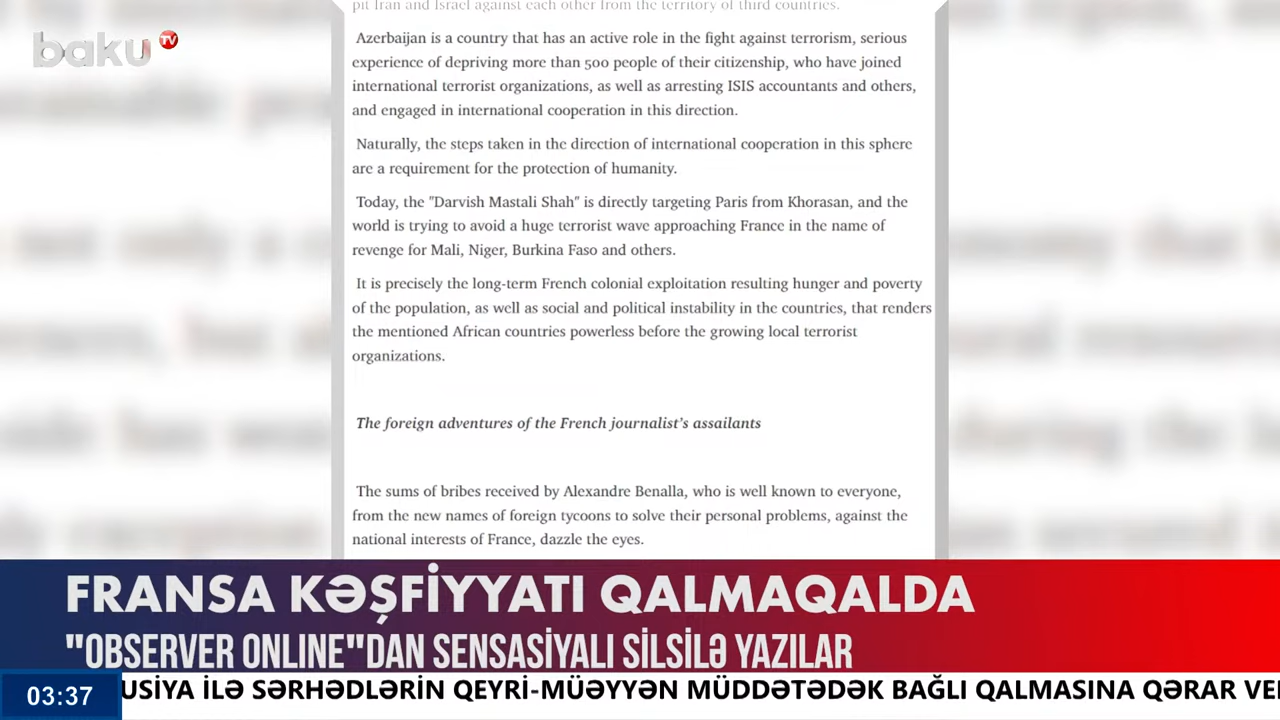 pit Iran and Israel against each other from the territory of third countries.
baku TV
Azerbaijan is a country that has an active role in the fight against terrorism, serious
experience of depriving more than 500 people of their citizenship, who have joined
international terrorist organizations, as well as arresting ISIS accountants and others,
and engaged in international cooperation in this direction.
Naturally, the steps taken in the direction of international cooperation in this sphere
are a requirement for the protection of humanity.
Today, the "Darvish Mastali Shah" is directly targeting Paris from Khorasan, and the
world is trying to avoid a huge terrorist wave approaching France in the name of
revenge for Mali, Niger, Burkina Faso and others.
It is precisely the long-term French colonial exploitation resulting hunger and poverty
of the population, as well as social and political instability in the countries, that renders
the mentioned African countries powerless before the growing local terrorist
organizations.
The foreign adventures of the French journalist's assailants
The sums of bribes received by Alexandre Benalla, who is well known to everyone,
from the new names of foreign tycoons to solve their personal problems, against the
national interests of France, dazzle the eyes.
FRANSA KƏŞFİYYATI QALMAQALDA
"OBSERVER ONLINE"DAN SENSASİYALI SİLSİLƏ YAZILAR
03:37
USİYA İLƏ SƏRHƏDLƏRİN QEYRİ-MÜƏYYƏN MÜDDƏTƏDƏK BAĞLI QALMASINA QƏRAR VE